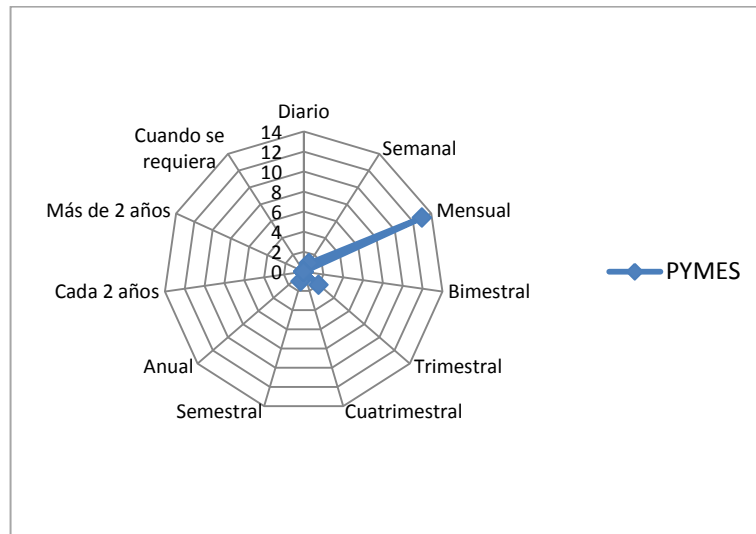 Diario
Semanal
Mensual
Bimestral
Trimestral
Cuatrimestral
Semestral
Anual
Cada 2 años
Más de 2 años
Cuando se
requiera
14
12
10
8
6
4
2
0
PYMES